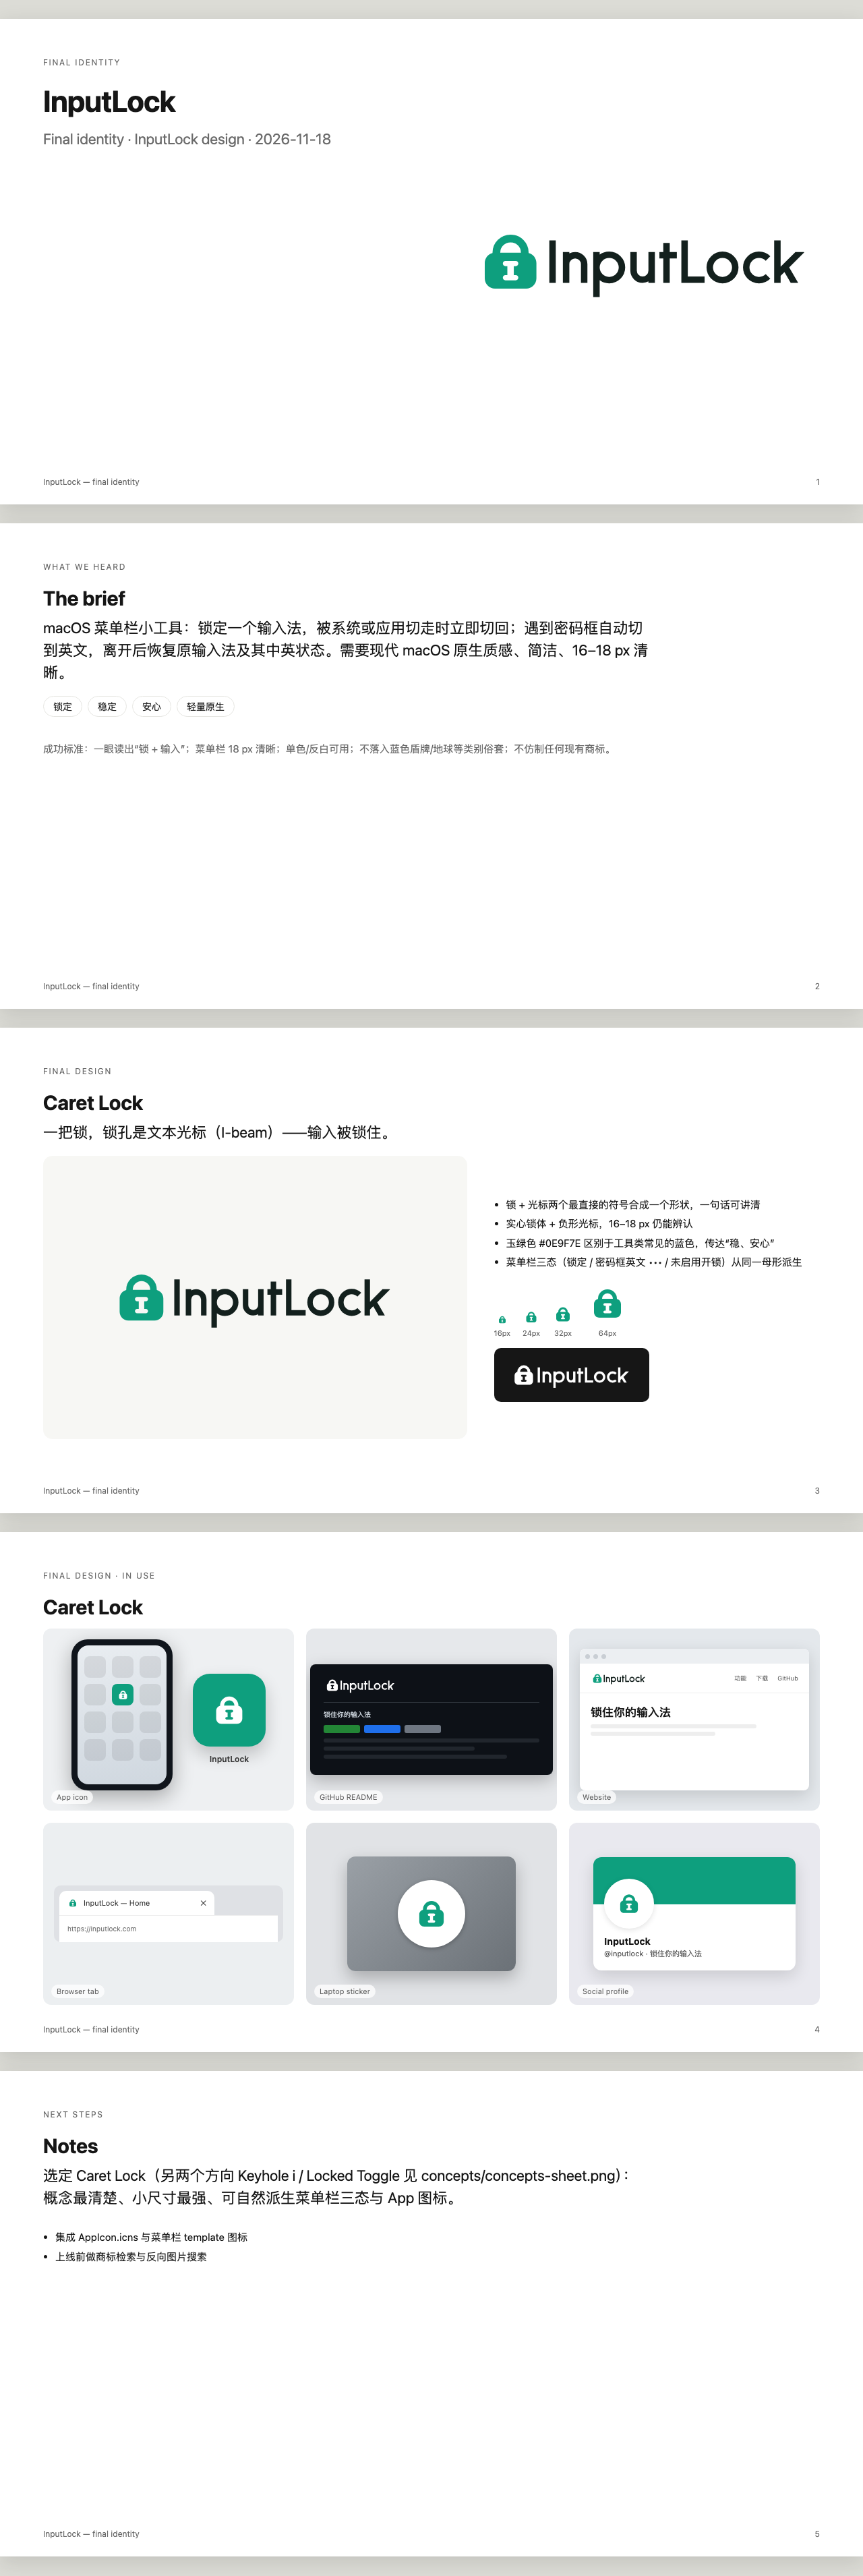 FINAL IDENTITY
InputLock
Final identity · InputLock design · 2026-11-18
InputLock
InputLock — final identity
1
WHAT WE HEARD
The brief
macOS 菜单栏小工具：锁定一个输入法，被系统或应用切走时立即切回；遇到密码框自动切
到英文，离开后恢复原输入法及其中英状态。需要现代 macOS 原生质感、简洁、16–18 px 清
晰。
锁定
稳定
安心
轻量原生
成功标准：一眼读出“锁 + 输入”；菜单栏 18 px 清晰；单色/反白可用；不落入蓝色盾牌/地球等类别俗套；不仿制任何现有商标。
InputLock — final identity
2
FINAL DESIGN
Caret Lock
一把锁，锁孔是文本光标（I-beam）——输入被锁住。
InputLock
• 锁 + 光标两个最直接的符号合成一个形状，一句话可讲清
• 实心锁体 + 负形光标，16–18 px 仍能辨认
• 玉绿色 #0E9F7E 区别于工具类常见的蓝色，传达“稳、安心”
• 菜单栏三态（锁定 / 密码框英文 ••• / 未启用开锁）从同一母形派生
16px
24px
32px
64px
InputLock
InputLock — final identity
3
FINAL DESIGN · IN USE
Caret Lock
InputLock
App icon
InputLock
锁住你的输入法
GitHub README
InputLock
功能
下载
GitHub
锁住你的输入法
Website
InputLock — Home
https://inputlock.com
Browser tab
Laptop sticker
InputLock
@inputlock · 锁住你的输入法
Social profile
InputLock — final identity
4
NEXT STEPS
Notes
选定 Caret Lock（另两个方向 Keyhole i / Locked Toggle 见 concepts/concepts-sheet.png）：
概念最清楚、小尺寸最强、可自然派生菜单栏三态与 App 图标。
• 集成 AppIcon.icns 与菜单栏 template 图标
• 上线前做商标检索与反向图片搜索
InputLock — final identity
5